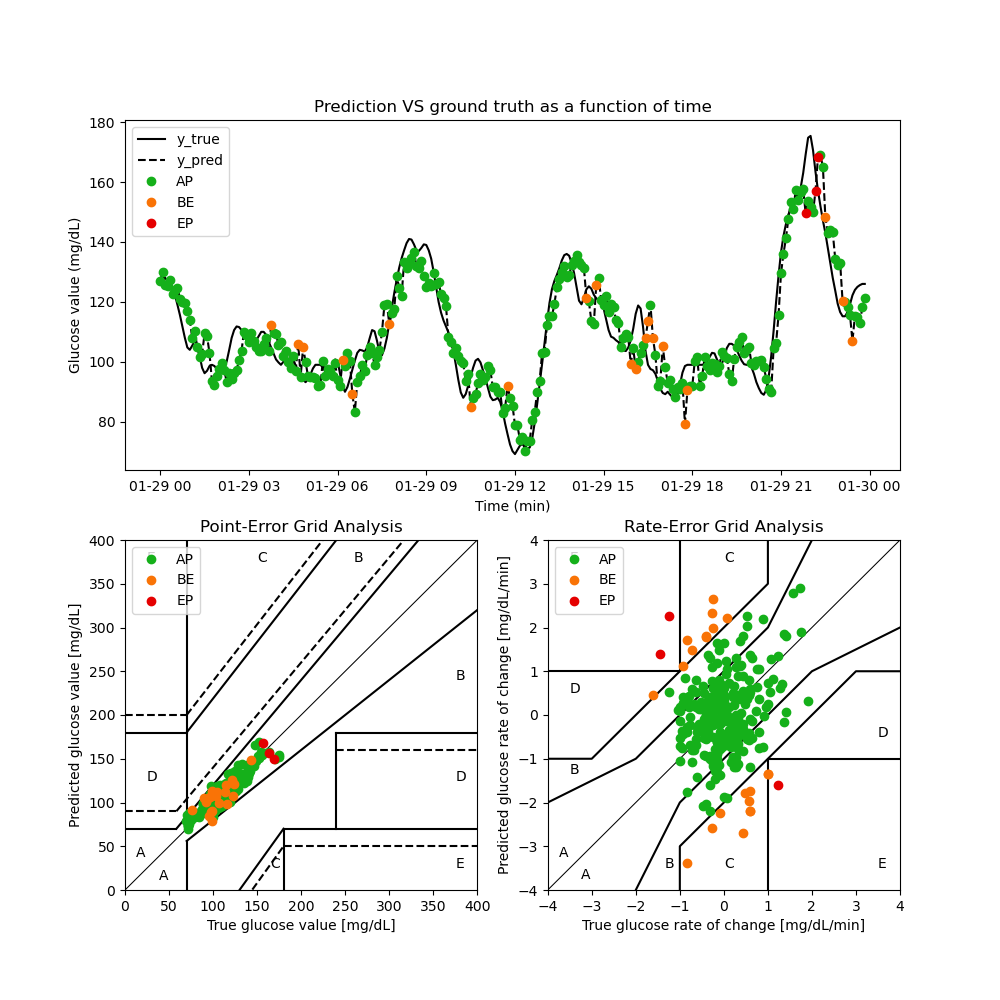 Prediction VS ground truth as a function of time
180
160
140
120
100
80
Glucose value (mg/dL)
y_true
y_pred
AP
BE
EP
01-29 00 01-29 03 01-29 06 01-29 09 01-29 12 01-29 15 01-29 18 01-29 21 01-30 00
Time (min)
Point-Error Grid Analysis
400
350
300
250
200
150
100
50
0
Predicted glucose value [mg/dL]
AP
BE
EP
C
B
B
D
D
A
A
C
E
0 50 100 150 200 250 300 350 400
True glucose value [mg/dL]
Rate-Error Grid Analysis
4
3
2
1
0
−1
−2
−3
−4
Predicted glucose rate of change [mg/dL/min]
AP
BE
EP
C
D
D
B
A
A
B
C
E
−4 −3 −2 −1 0 1 2 3 4
True glucose rate of change [mg/dL/min]